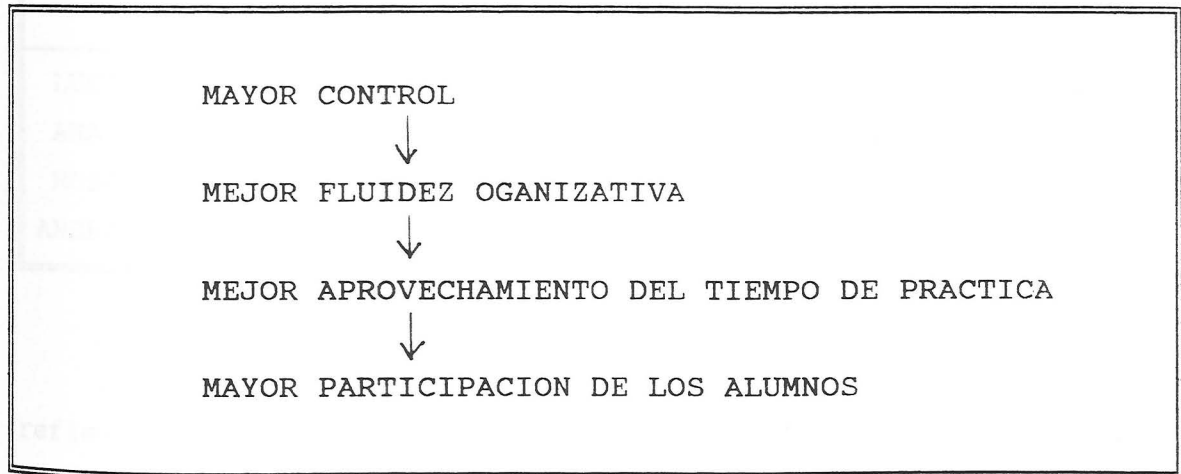 MAYOR CONTROL
MEJOR FLUIDEZ OGANIZATIVA
MEJOR APROVECHAMIENTO DEL TIEMPO DE PRACTICA
MAYOR PARTICIPACION DE LOS ALUMNOS